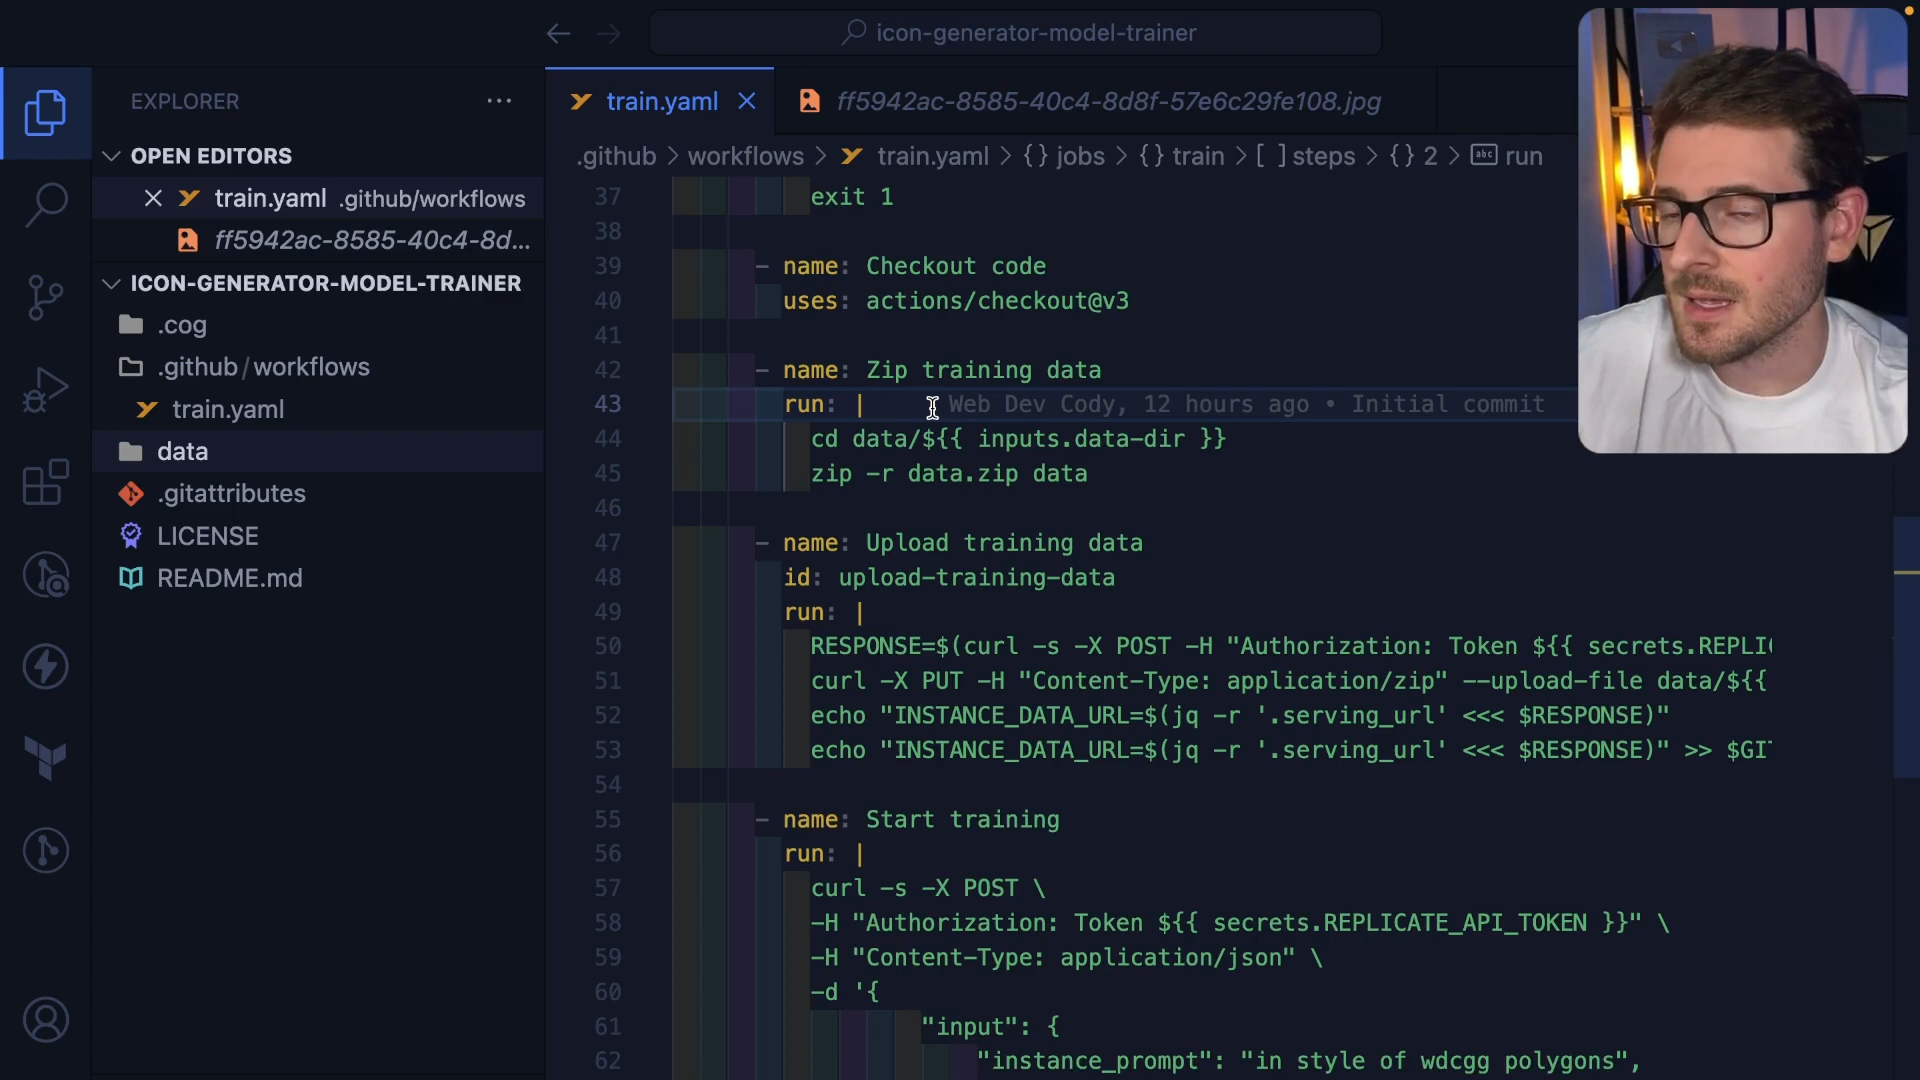 icon-generator-model-trainer
EXPLORER
OPEN EDITORS
train.yaml .github/workflows
ff5942ac-8585-40c4-8d...
ICON-GENERATOR-MODEL-TRAINER
.cog
.github/workflows
train.yaml
data
.gitattributes
LICENSE
README.md
train.yaml
ff5942ac-8585-40c4-8d8f-57e6c29fe108.jpg
.github > workflows > train.yaml > {} jobs > {} train > [ ] steps > {} 2 > abc run
37 exit 1
38
39 - name: Checkout code
40 uses: actions/checkout@v3
41
42 - name: Zip training data
43 run: | Web Dev Cody, 12 hours ago • Initial commit
44 cd data/${{ inputs.data-dir }}
45 zip -r data.zip data
46
47 - name: Upload training data
48 id: upload-training-data
49 run: |
50 RESPONSE=$(curl -s -X POST -H "Authorization: Token ${{ secrets.REPLI
51 curl -X PUT -H "Content-Type: application/zip" --upload-file data/${{
52 echo "INSTANCE_DATA_URL=$(jq -r '.serving_url' <<< $RESPONSE)"
53 echo "INSTANCE_DATA_URL=$(jq -r '.serving_url' <<< $RESPONSE)" >> $GI
54
55 - name: Start training
56 run: |
57 curl -s -X POST \
58 -H "Authorization: Token ${{ secrets.REPLICATE_API_TOKEN }}" \
59 -H "Content-Type: application/json" \
60 -d '{
61 "input": {
62 "instance_prompt": "in style of wdcgg polygons",